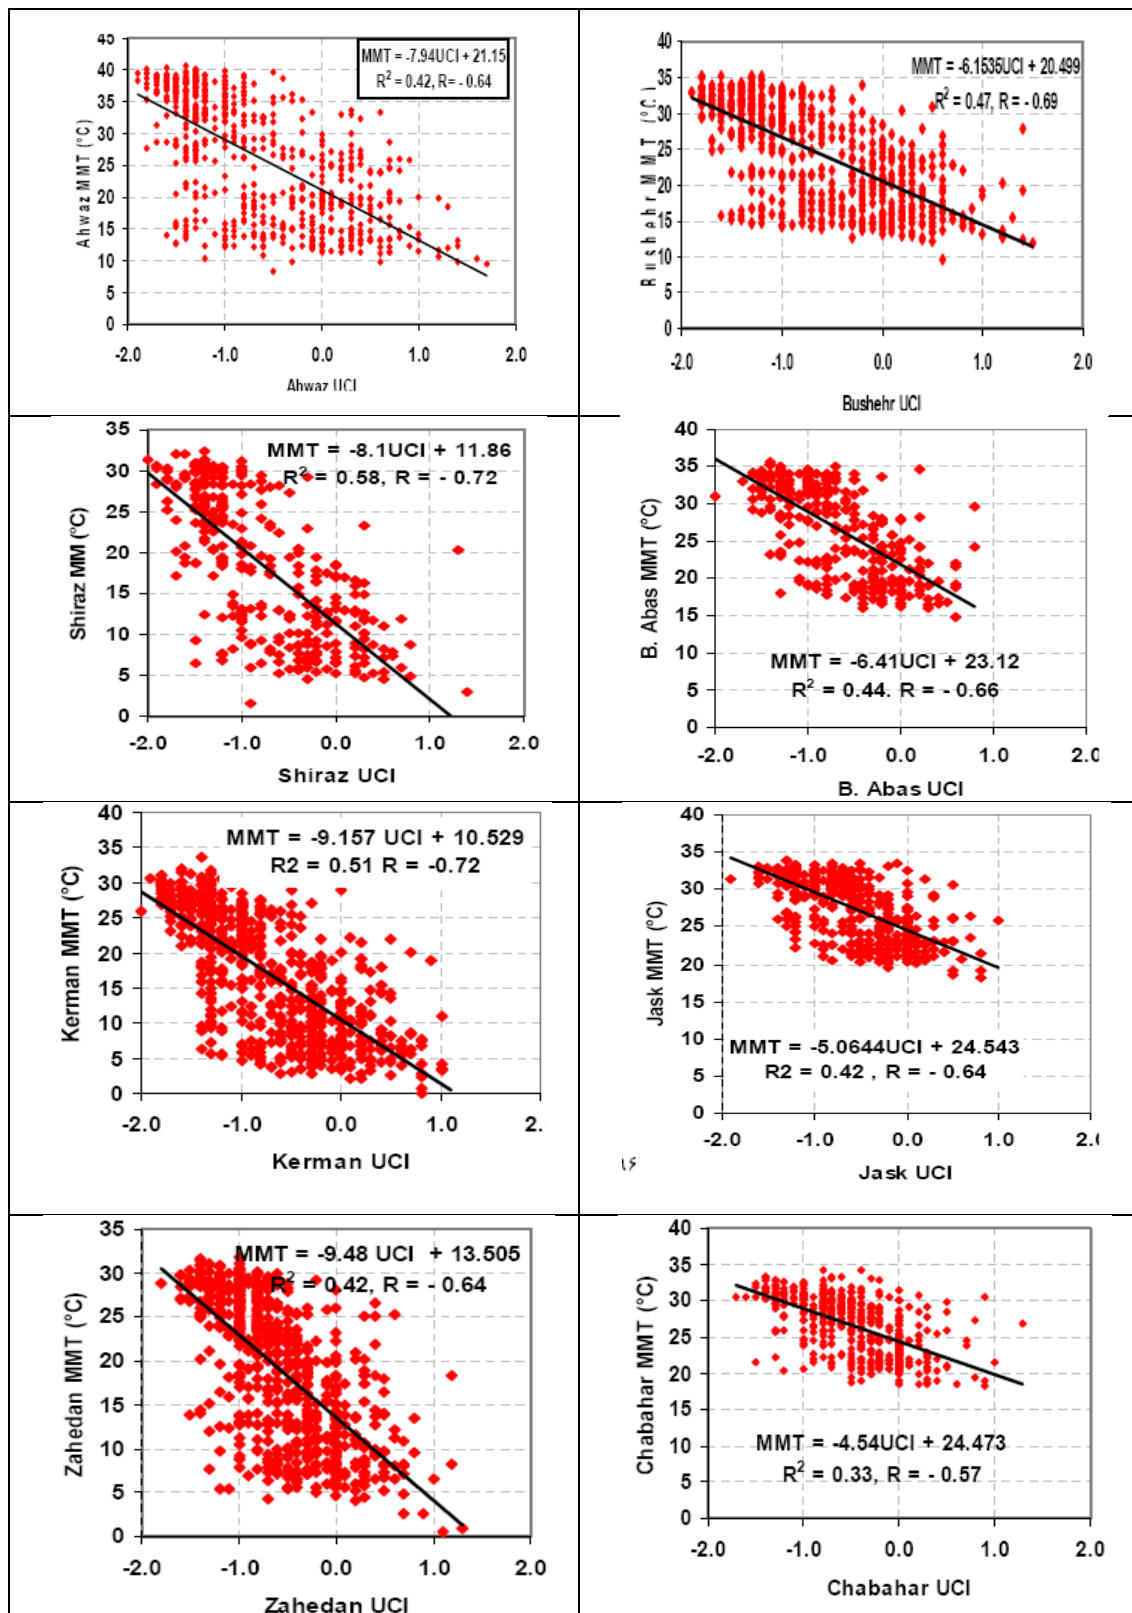 45
40
35
30
25
20
15
10
5
0
Ahwaz MMT (°C)
MMT = -7.94UCI + 21.15
R² = 0.42, R = - 0.64
-2.0 -1.0 0.0 1.0 2.0
Ahwaz UCI
40
35
30
25
20
15
10
5
0
MMT (°C)
MMT = -6.1535UCI + 20.499
R² = 0.47, R = - 0.69
-2.0 -1.0 0.0 1.0 2.0
Bushehr UCI
35
30
25
20
15
10
5
0
Shiraz MM (°C)
MMT = -8.1UCI + 11.86
R² = 0.58, R = - 0.72
-2.0 -1.0 0.0 1.0 2.0
Shiraz UCI
40
35
30
25
20
15
10
5
0
B. Abas MMT (°C)
MMT = -6.41UCI + 23.12
R² = 0.44. R = - 0.66
-2.0 -1.0 0.0 1.0 2.0
B. Abas UCI
40
35
30
25
20
15
10
5
0
Kerman MMT (°C)
MMT = -9.157 UCI + 10.529
R2 = 0.51 R = -0.72
-2.0 -1.0 0.0 1.0 2.
Kerman UCI
40
35
30
25
20
15
10
5
0
Jask MMT (°C)
MMT = -5.0644UCI + 24.543
R2 = 0.42 , R = - 0.64
-2.0 -1.0 0.0 1.0 2.0
Jask UCI
35
30
25
20
15
10
5
0
Zahedan MMT (°C)
MMT = -9.48 UCI + 13.505
R² = 0.42, R = - 0.64
-2.0 -1.0 0.0 1.0 2.0
Zahedan UCI
40
35
30
25
20
15
10
5
0
Chabahar MMT (°C)
MMT = -4.54UCI + 24.473
R² = 0.33, R = - 0.57
-2.0 -1.0 0.0 1.0 2.0
Chabahar UCI